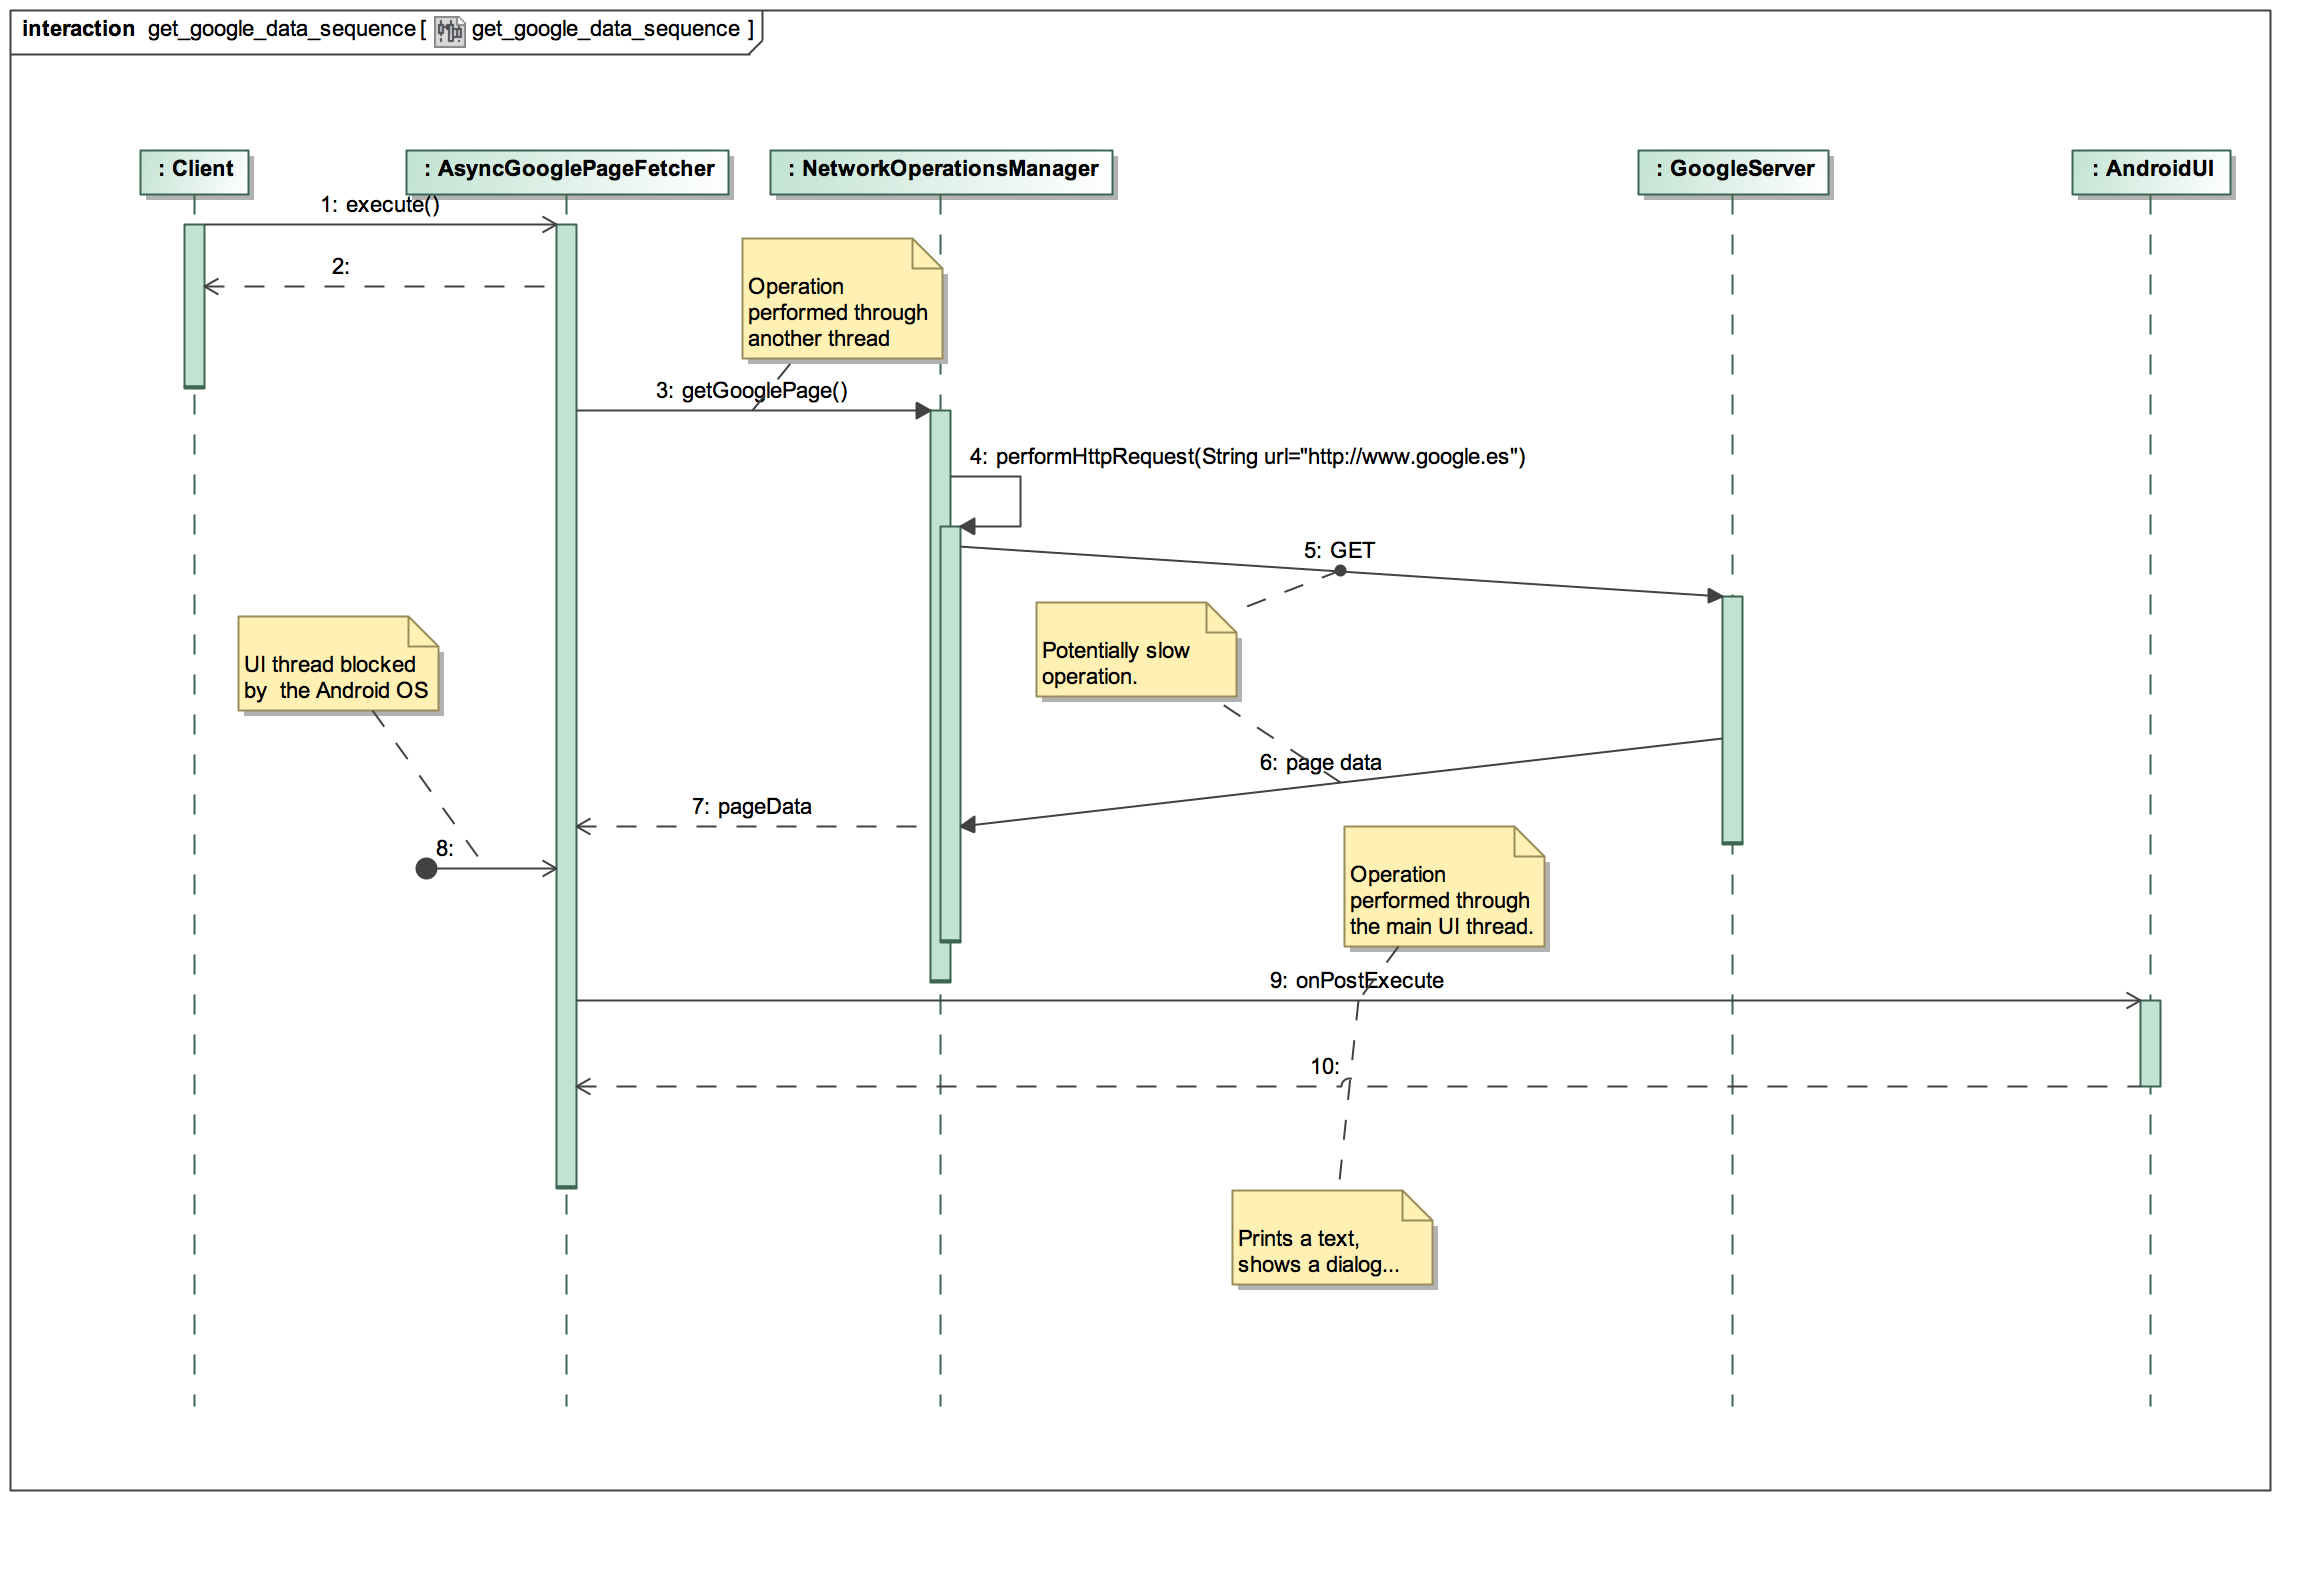 interaction get_google_data_sequence [ get_google_data_sequence ]
: Client
: AsyncGooglePageFetcher
: NetworkOperationsManager
: GoogleServer
: AndroidUI
1: execute()
2:
Operation
performed through
another thread
3: getGooglePage()
4: performHttpRequest(String url="http://www.google.es")
5: GET
UI thread blocked
by  the Android OS
Potentially slow
operation.
6: page data
7: pageData
8:
Operation
performed through
the main UI thread.
9: onPostExecute
10:
Prints a text,
shows a dialog...